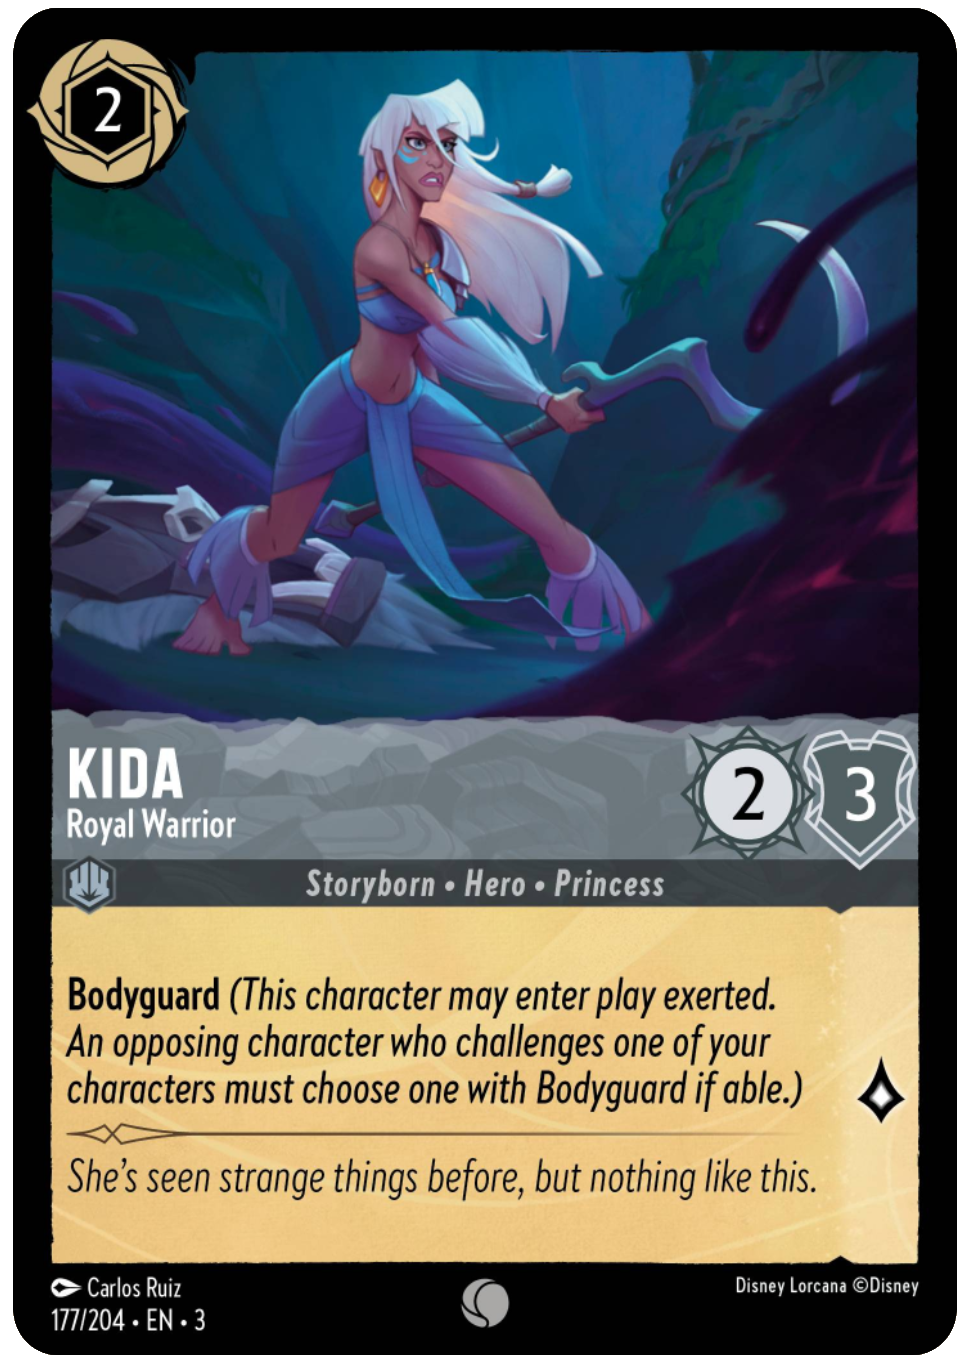 2
KIDA
Royal Warrior
2
3
Storyborn • Hero • Princess
Bodyguard (This character may enter play exerted.
An opposing character who challenges one of your
characters must choose one with Bodyguard if able.)
She's seen strange things before, but nothing like this.
Carlos Ruiz
177/204 • EN • 3
Disney Lorcana ©Disney